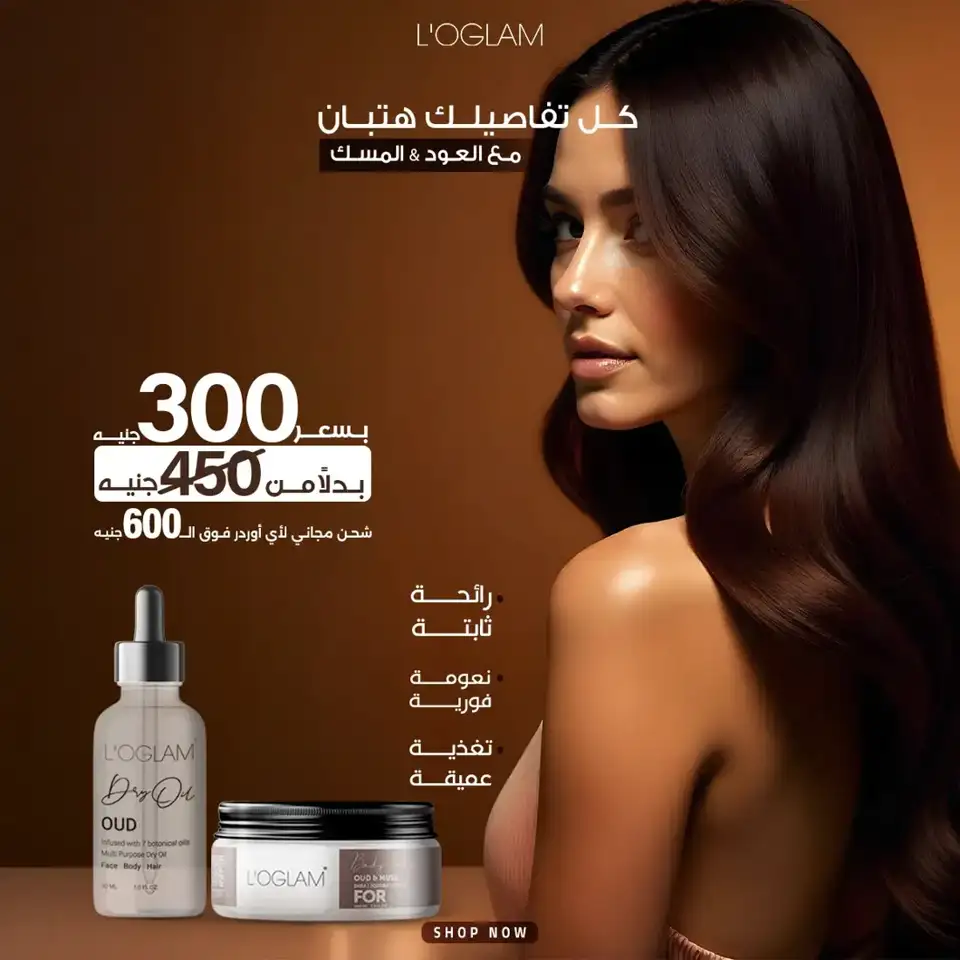 L'OGLAM
كل تفاصيلك هتبان
مع العود & المسك
بسعر 300 جنيه
بدلاً من 450 جنيه
شحن مجاني لأي أوردر فوق الـ 600 جنيه
رائحة
ثابتة
نعومة
فورية
تغذية
عميقة
L'OGLAM
Dry Oil
OUD
Infused with 7 botanical oils
Multi Purpose Dry Oil
Face Body Hair
L'OGLAM
OUD & MUSK
FOR
SHOP NOW